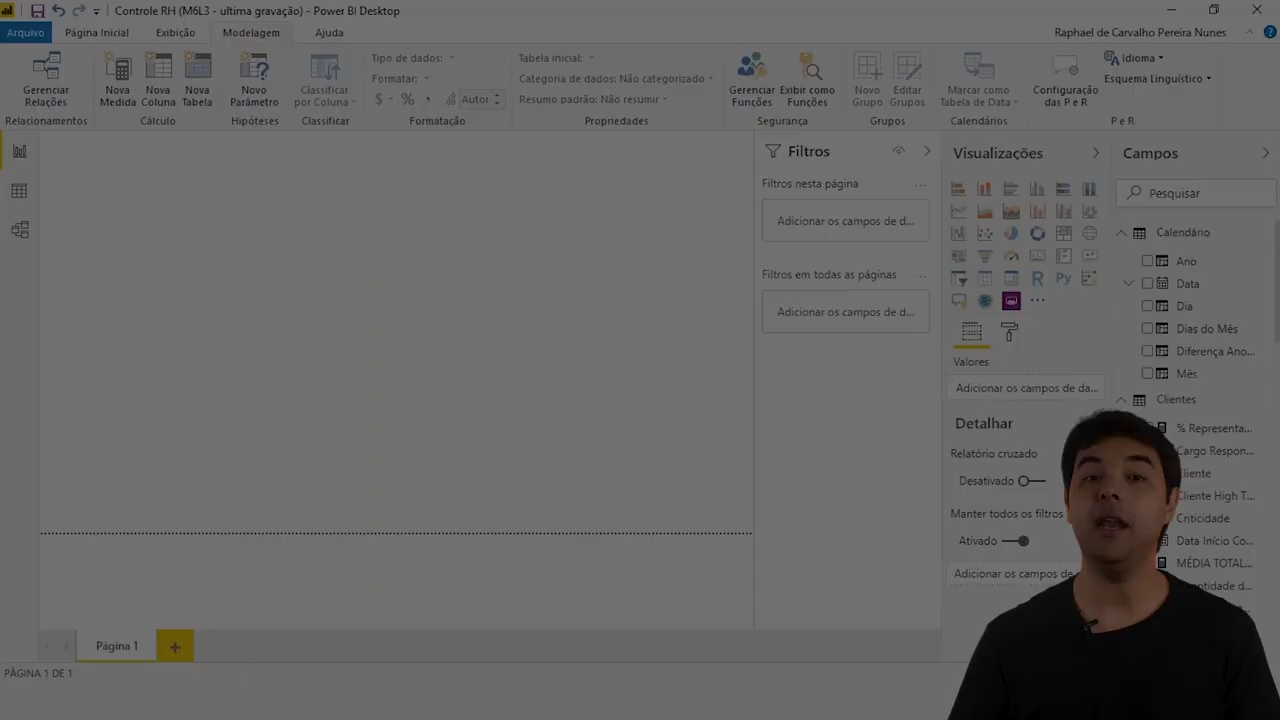 Controle RH (M6L3 - ultima gravação) - Power BI Desktop
Arquivo Página Inicial Exibição Modelagem Ajuda Raphael de Carvalho Pereira Nunes
Gerenciar Relações
Nova Medida
Nova Coluna
Nova Tabela
Novo Parâmetro
Classificar por Coluna
Tipo de dados:
Formatar:
$ % , Autor
Tabela inicial:
Categoria de dados: Não categorizado
Resumo padrão: Não resumir
Gerenciar Funções
Exibir como Funções
Novo Grupo
Editar Grupos
Marcar como Tabela de Data
Configuração das P e R
Idioma
Esquema Linguístico
Relacionamentos Cálculo Hipóteses Classificar Formatação Propriedades Segurança Grupos Calendários P e R
Filtros
Filtros nesta página ...
Adicionar os campos de d...
Filtros em todas as páginas ...
Adicionar os campos de d...
Visualizações
R Py
...
Valores
Adicionar os campos de da...
Detalhar
Relatório cruzado
Desativado
Manter todos os filtros
Ativado
Adicionar os campos de
Campos
Pesquisar
Calendário
Ano
Data
Dia
Dias do Mês
Diferença Ano...
Mês
Clientes
% Representa...
Cargo Respon...
Cliente
Cliente High T...
Criticidade
Data Início Co...
MÉDIA TOTAL...
Página 1 +
PÁGINA 1 DE 1